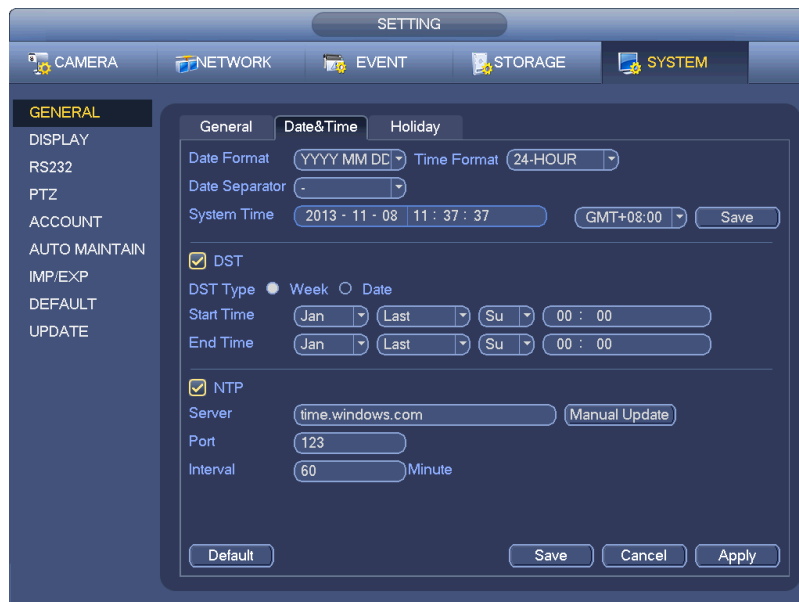 SETTING
CAMERA NETWORK EVENT STORAGE SYSTEM
GENERAL
DISPLAY
RS232
PTZ
ACCOUNT
AUTO MAINTAIN
IMP/EXP
DEFAULT
UPDATE
General Date&Time Holiday
Date Format YYYY MM DD Time Format 24-HOUR
Date Separator -
System Time 2013 - 11 - 08 11 : 37 : 37 GMT+08:00 Save
DST
DST Type Week Date
Start Time Jan Last Su 00 : 00
End Time Jan Last Su 00 : 00
NTP
Server time.windows.com Manual Update
Port 123
Interval 60 Minute
Default Save Cancel Apply